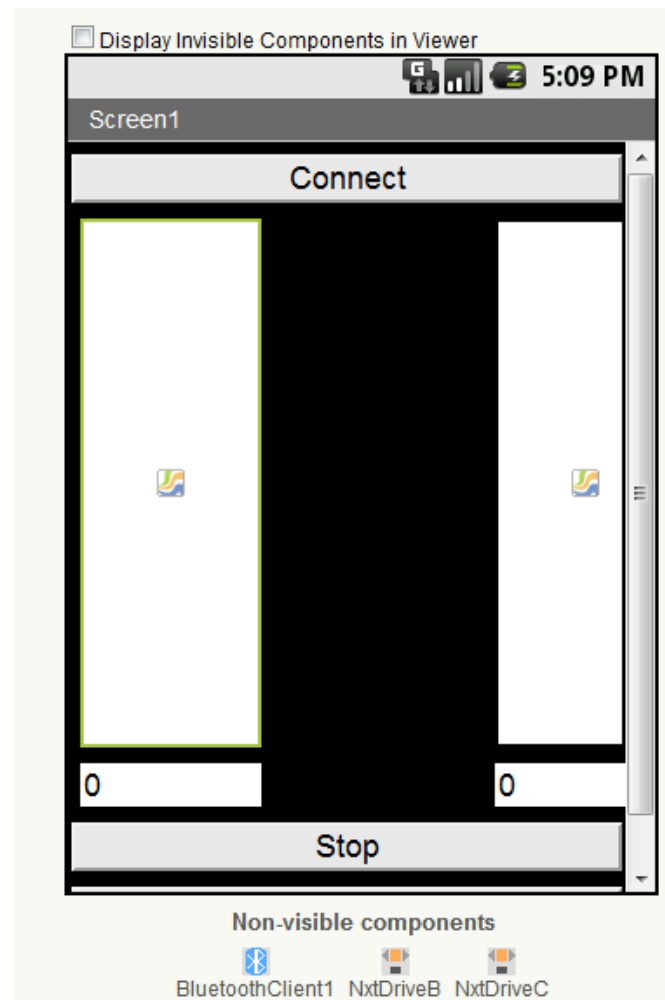 Display Invisible Components in Viewer
G 5:09 PM
Screen1
Connect
0 0
Stop
Non-visible components
BluetoothClient1 NxtDriveB NxtDriveC